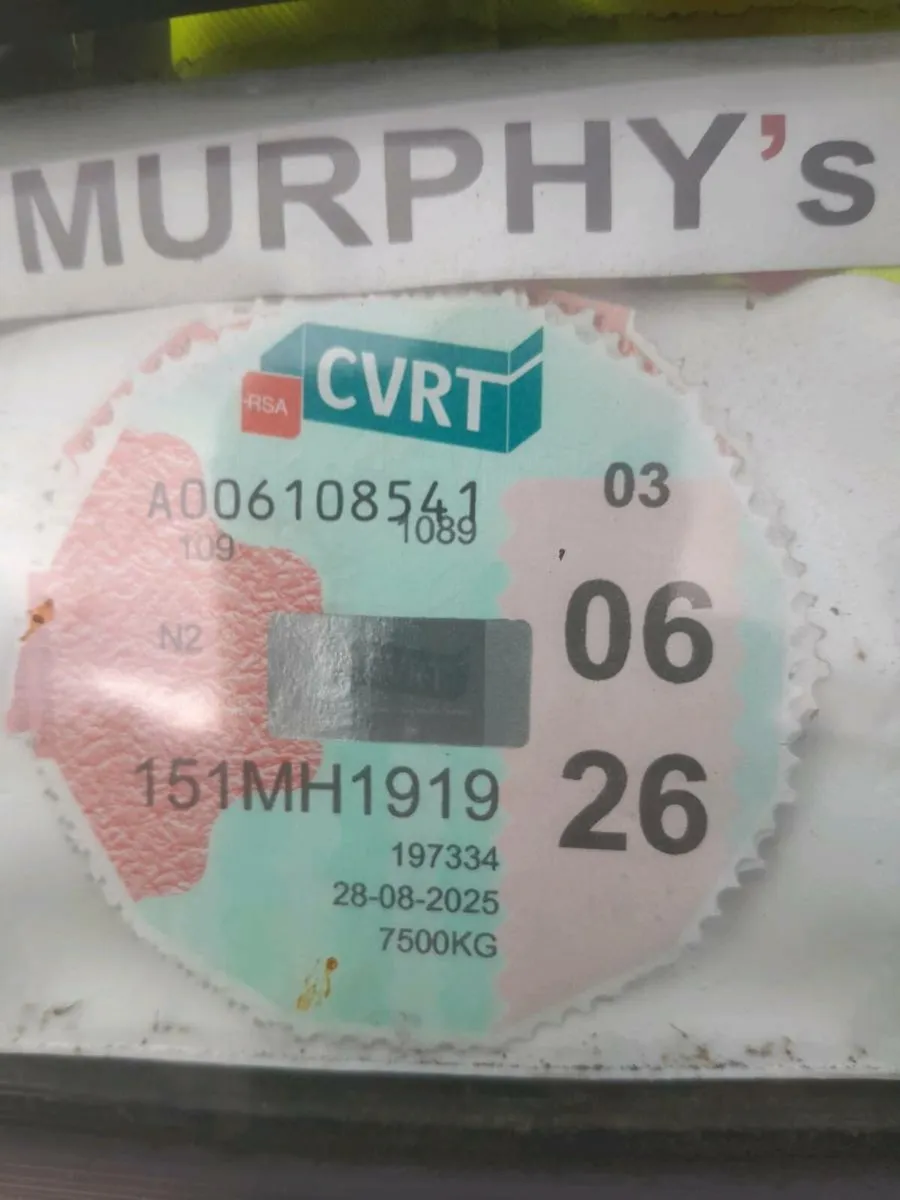 MURPHY's
CVRT
RSA
A006108541
1089
109
03
N2
06
151MH1919
26
197334
28-08-2025
7500KG